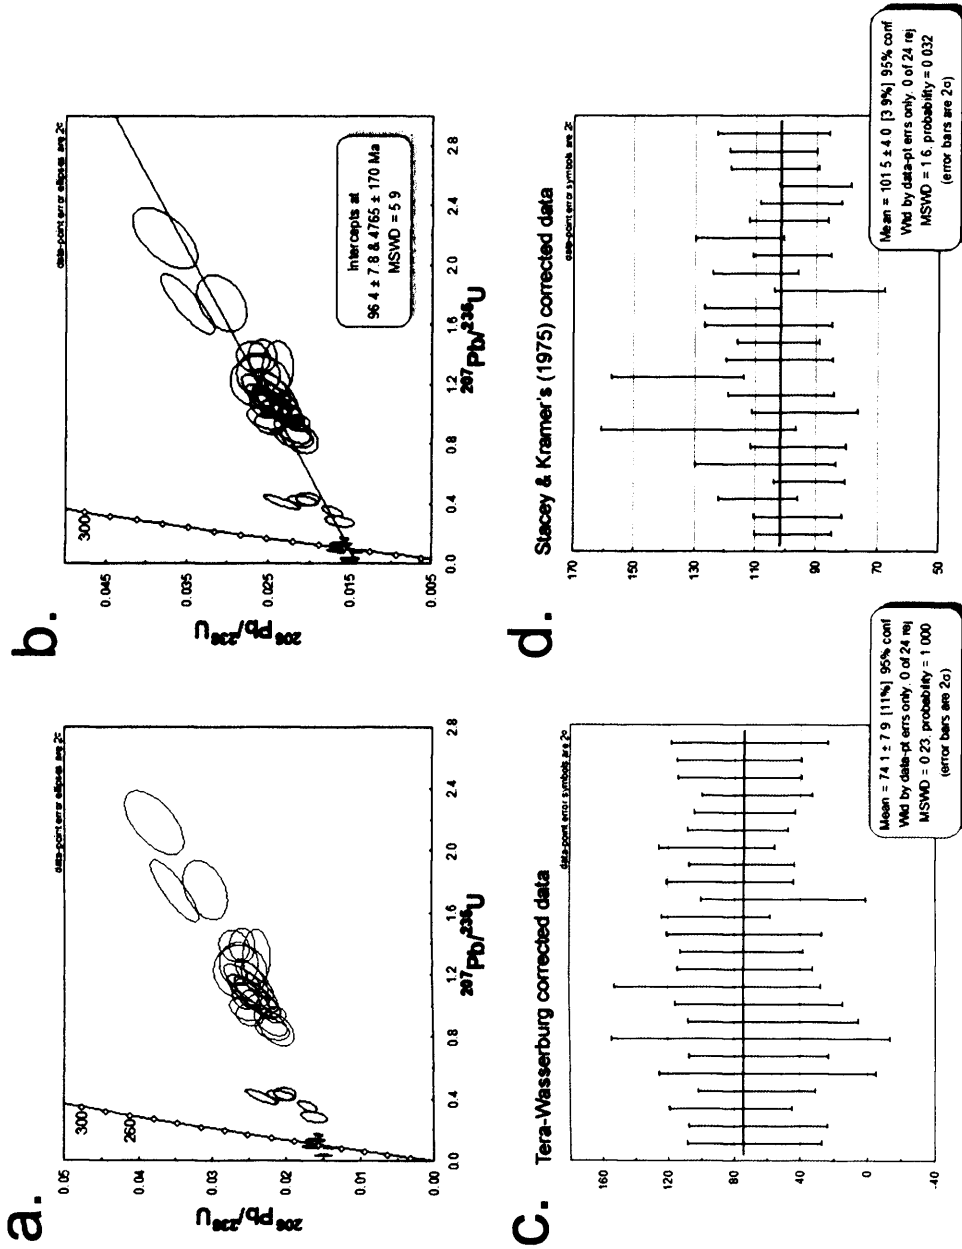 a.
data-point error ellipses are 2σ
0.05
0.04
0.03
0.02
0.01
0.00
300
260
0.0
0.4
0.8
1.2
1.6
2.0
2.4
2.8
206Pb/238U
207Pb/235U
b.
data-point error ellipses are 2σ
0.045
0.035
0.025
0.015
0.005
300
Intercepts at
96.4 ± 7.8 & 4765 ± 170 Ma
MSWD = 5.9
0.0
0.4
0.8
1.2
1.6
2.0
2.4
2.8
206Pb/238U
207Pb/235U
c.
Tera-Wasserburg corrected data
data-point error symbols are 2σ
160
120
80
40
0
-40
Mean = 74.1 ± 7.9 [11%] 95% conf
Wtd by data-pt errs only, 0 of 24 rej
MSWD = 0.23, probability = 1.000
(error bars are 2σ)
d.
Stacey & Kramer's (1975) corrected data
data-point error symbols are 2σ
170
150
130
110
90
70
50
Mean = 101.5 ± 4.0 [3.9%] 95% conf
Wtd by data-pt errs only, 0 of 24 rej
MSWD = 1.6, probability = 0.032
(error bars are 2σ)